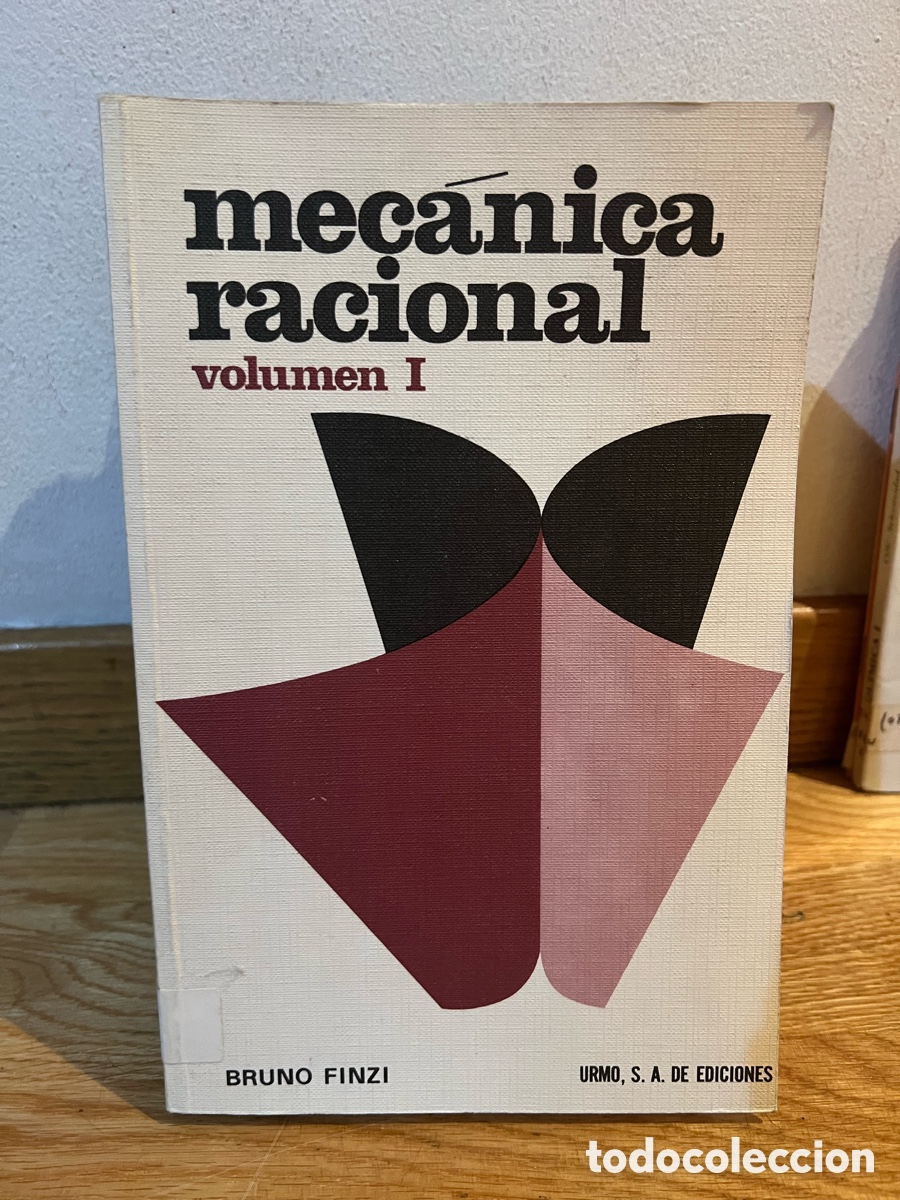 mecánica
racional
volumen I
BRUNO FINZI
URMO, S. A. DE EDICIONES
todocoleccion